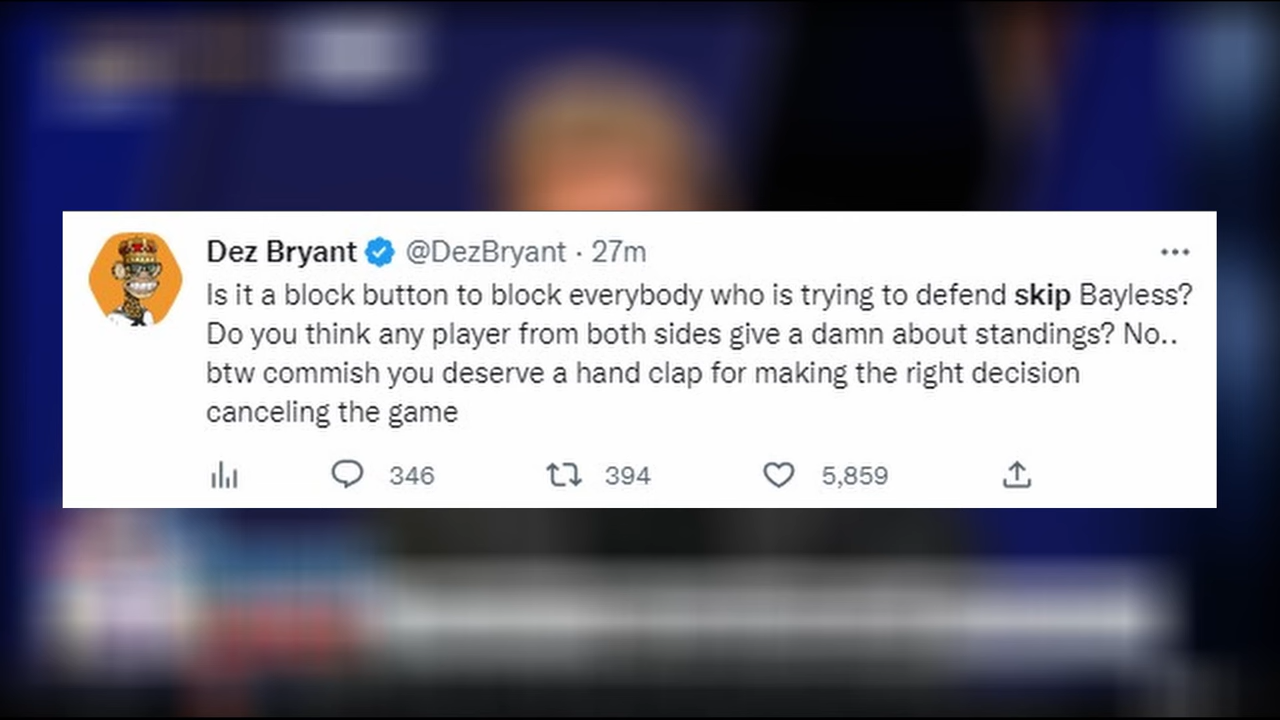 Dez Bryant @DezBryant · 27m
Is it a block button to block everybody who is trying to defend skip Bayless?
Do you think any player from both sides give a damn about standings? No..
btw commish you deserve a hand clap for making the right decision
canceling the game
346 394 5,859